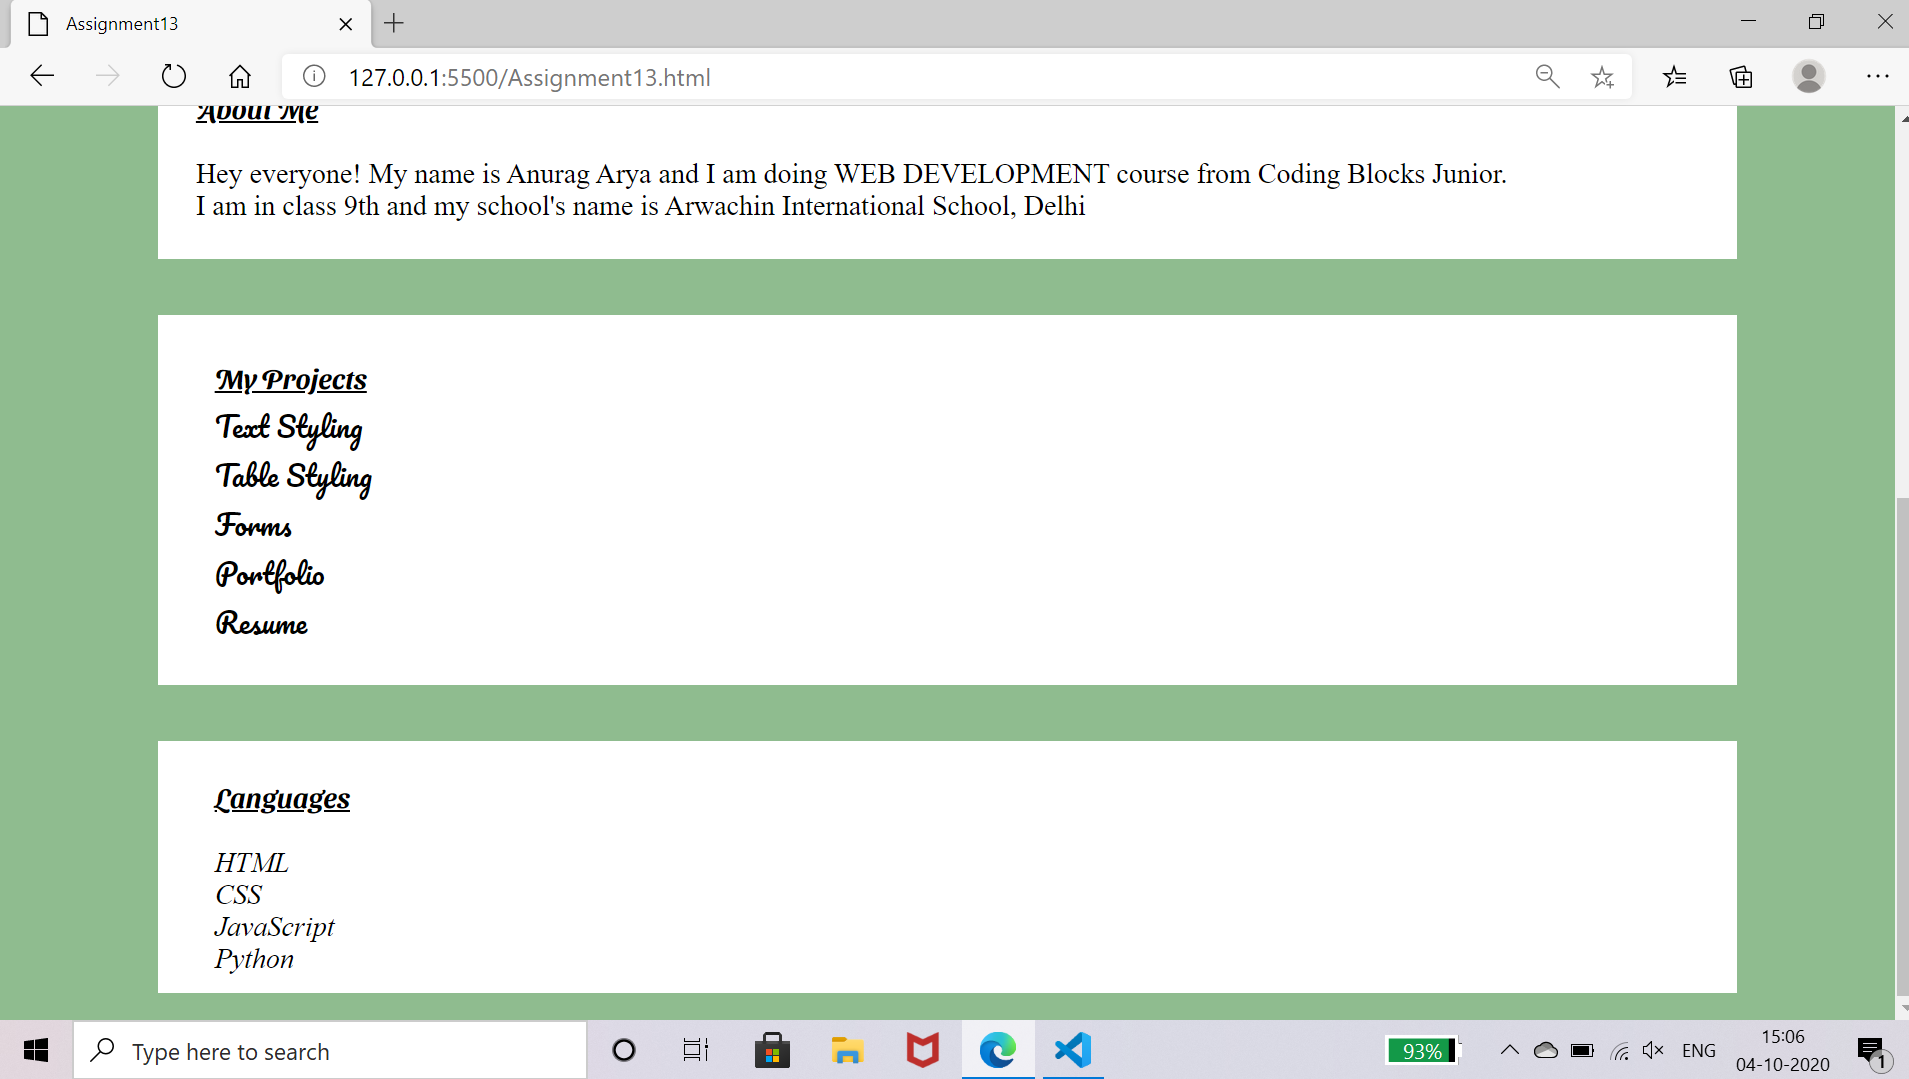 Assignment13
127.0.0.1:5500/Assignment13.html
About Me
Hey everyone! My name is Anurag Arya and I am doing WEB DEVELOPMENT course from Coding Blocks Junior.
I am in class 9th and my school's name is Arwachin International School, Delhi
My Projects
Text Styling
Table Styling
Forms
Portfolio
Resume
Languages
HTML
CSS
JavaScript
Python
Type here to search
93%
ENG
15:06
04-10-2020
1